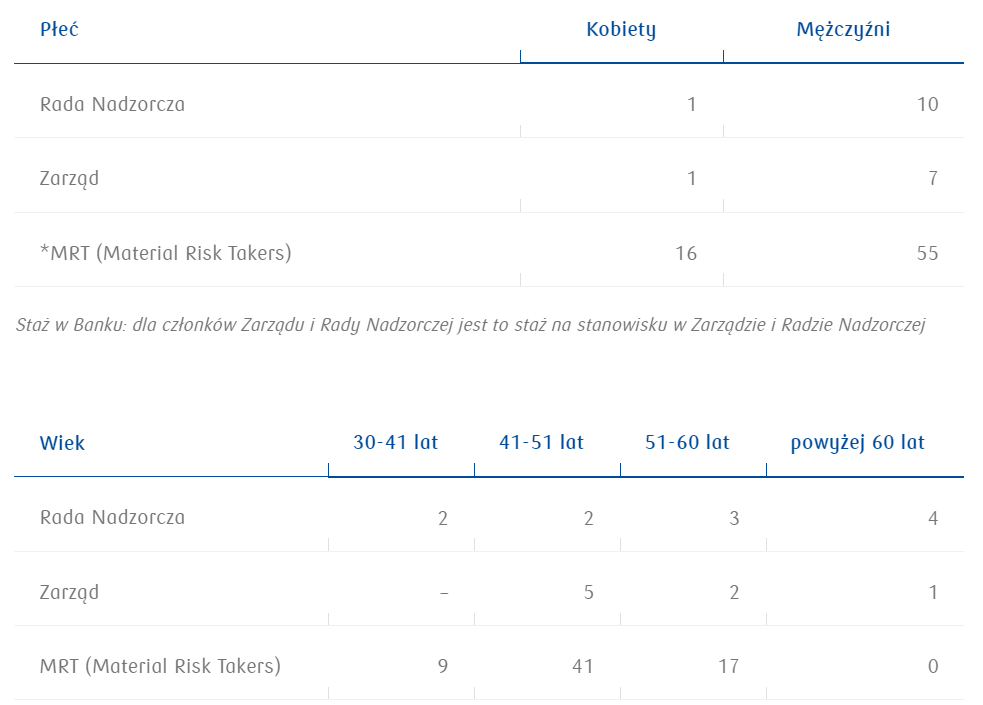 Płeć Kobiety Mężczyźni
Rada Nadzorcza 1 10
Zarząd 1 7
*MRT (Material Risk Takers) 16 55
Staż w Banku: dla członków Zarządu i Rady Nadzorczej jest to staż na stanowisku w Zarządzie i Radzie Nadzorczej
Wiek 30-41 lat 41-51 lat 51-60 lat powyżej 60 lat
Rada Nadzorcza 2 2 3 4
Zarząd – 5 2 1
MRT (Material Risk Takers) 9 41 17 0